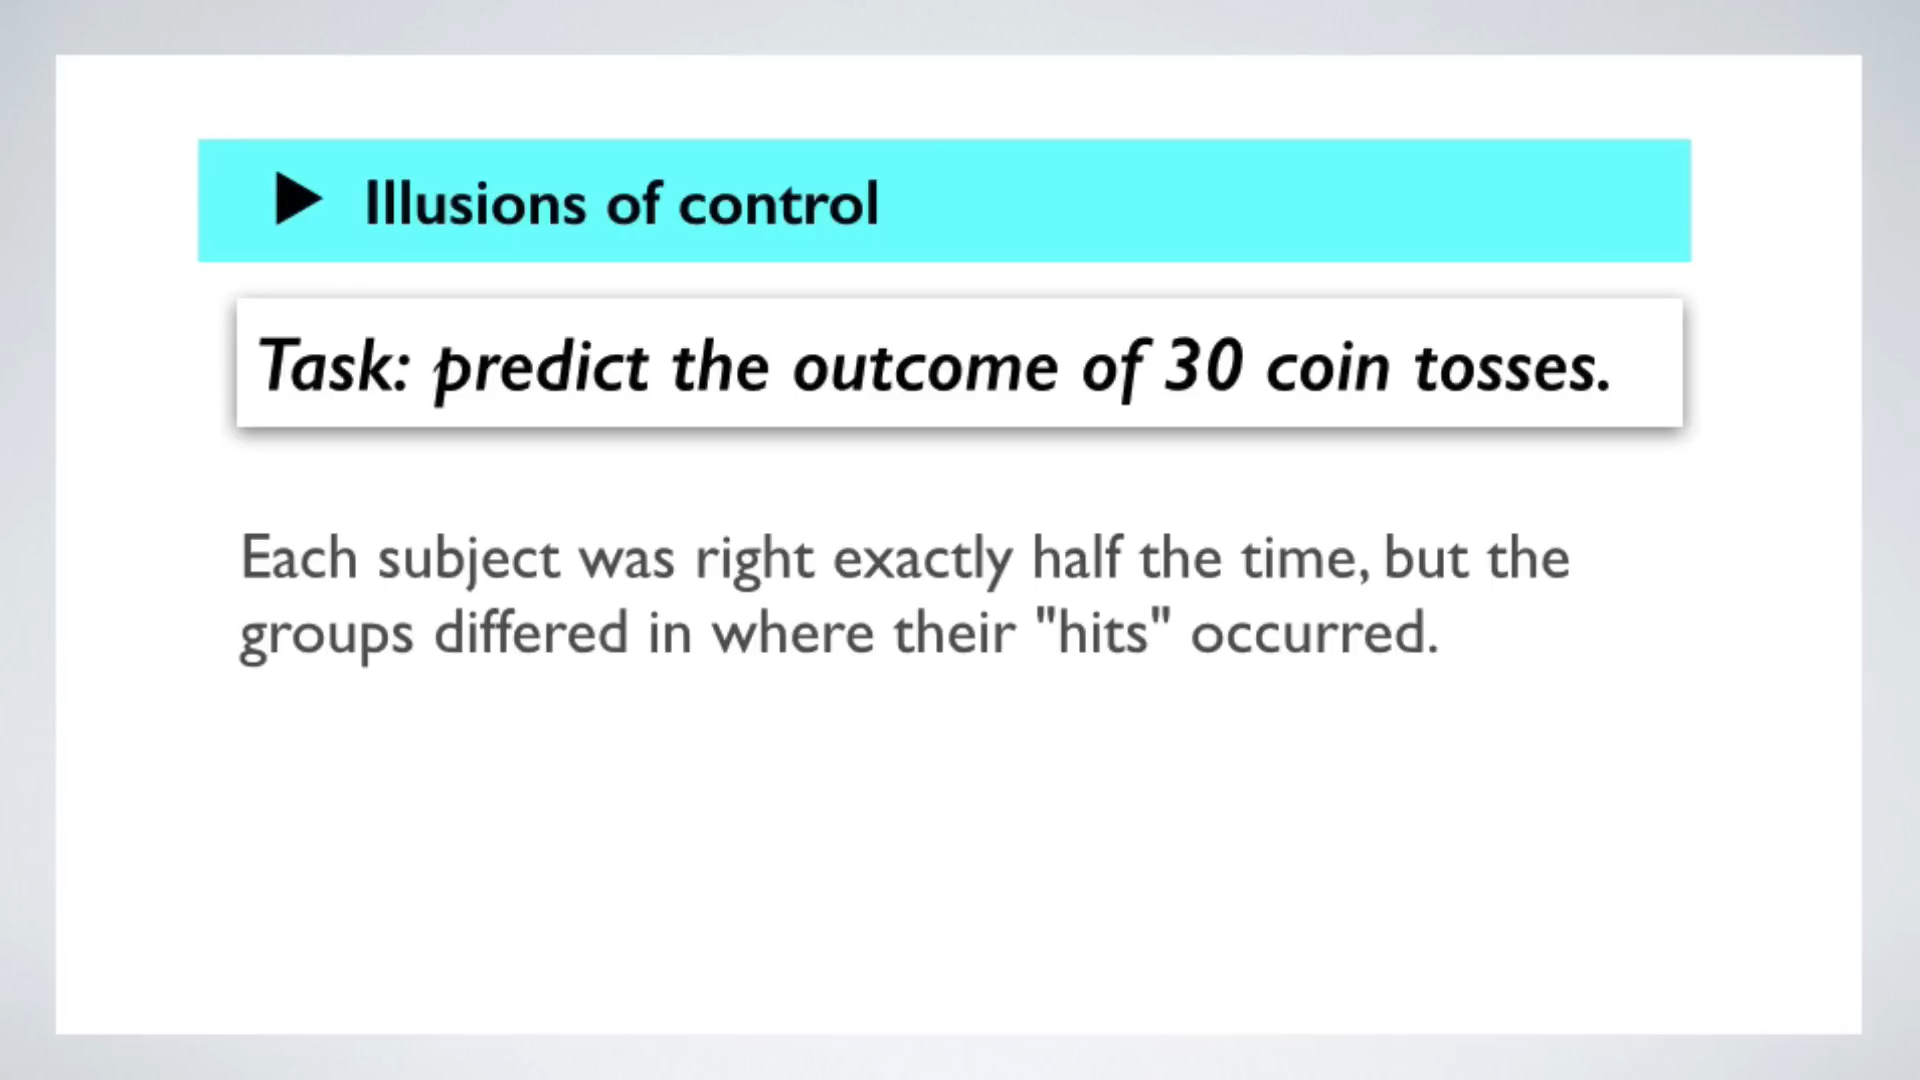 Illusions of control
Task: predict the outcome of 30 coin tosses.
Each subject was right exactly half the time, but the
groups differed in where their "hits" occurred.